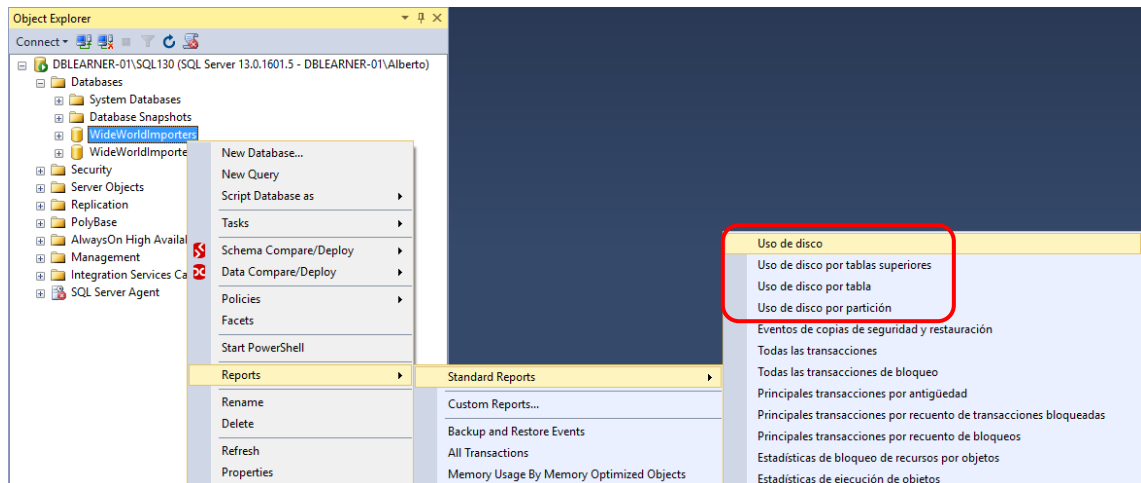 Object Explorer
Connect
DBLEARNER-01\SQL130 (SQL Server 13.0.1601.5 - DBLEARNER-01\Alberto)
Databases
System Databases
Database Snapshots
WideWorldImporters
WideWorldImporte
Security
Server Objects
Replication
PolyBase
AlwaysOn High Availal
Management
Integration Services Ca
SQL Server Agent
New Database...
New Query
Script Database as
Tasks
Schema Compare/Deploy
Data Compare/Deploy
Policies
Facets
Start PowerShell
Reports
Rename
Delete
Refresh
Properties
Standard Reports
Custom Reports...
Backup and Restore Events
All Transactions
Memory Usage By Memory Optimized Objects
Uso de disco
Uso de disco por tablas superiores
Uso de disco por tabla
Uso de disco por partición
Eventos de copias de seguridad y restauración
Todas las transacciones
Todas las transacciones de bloqueo
Principales transacciones por antigüedad
Principales transacciones por recuento de transacciones bloqueadas
Principales transacciones por recuento de bloqueos
Estadísticas de bloqueo de recursos por objetos
Estadísticas de ejecución de objetos